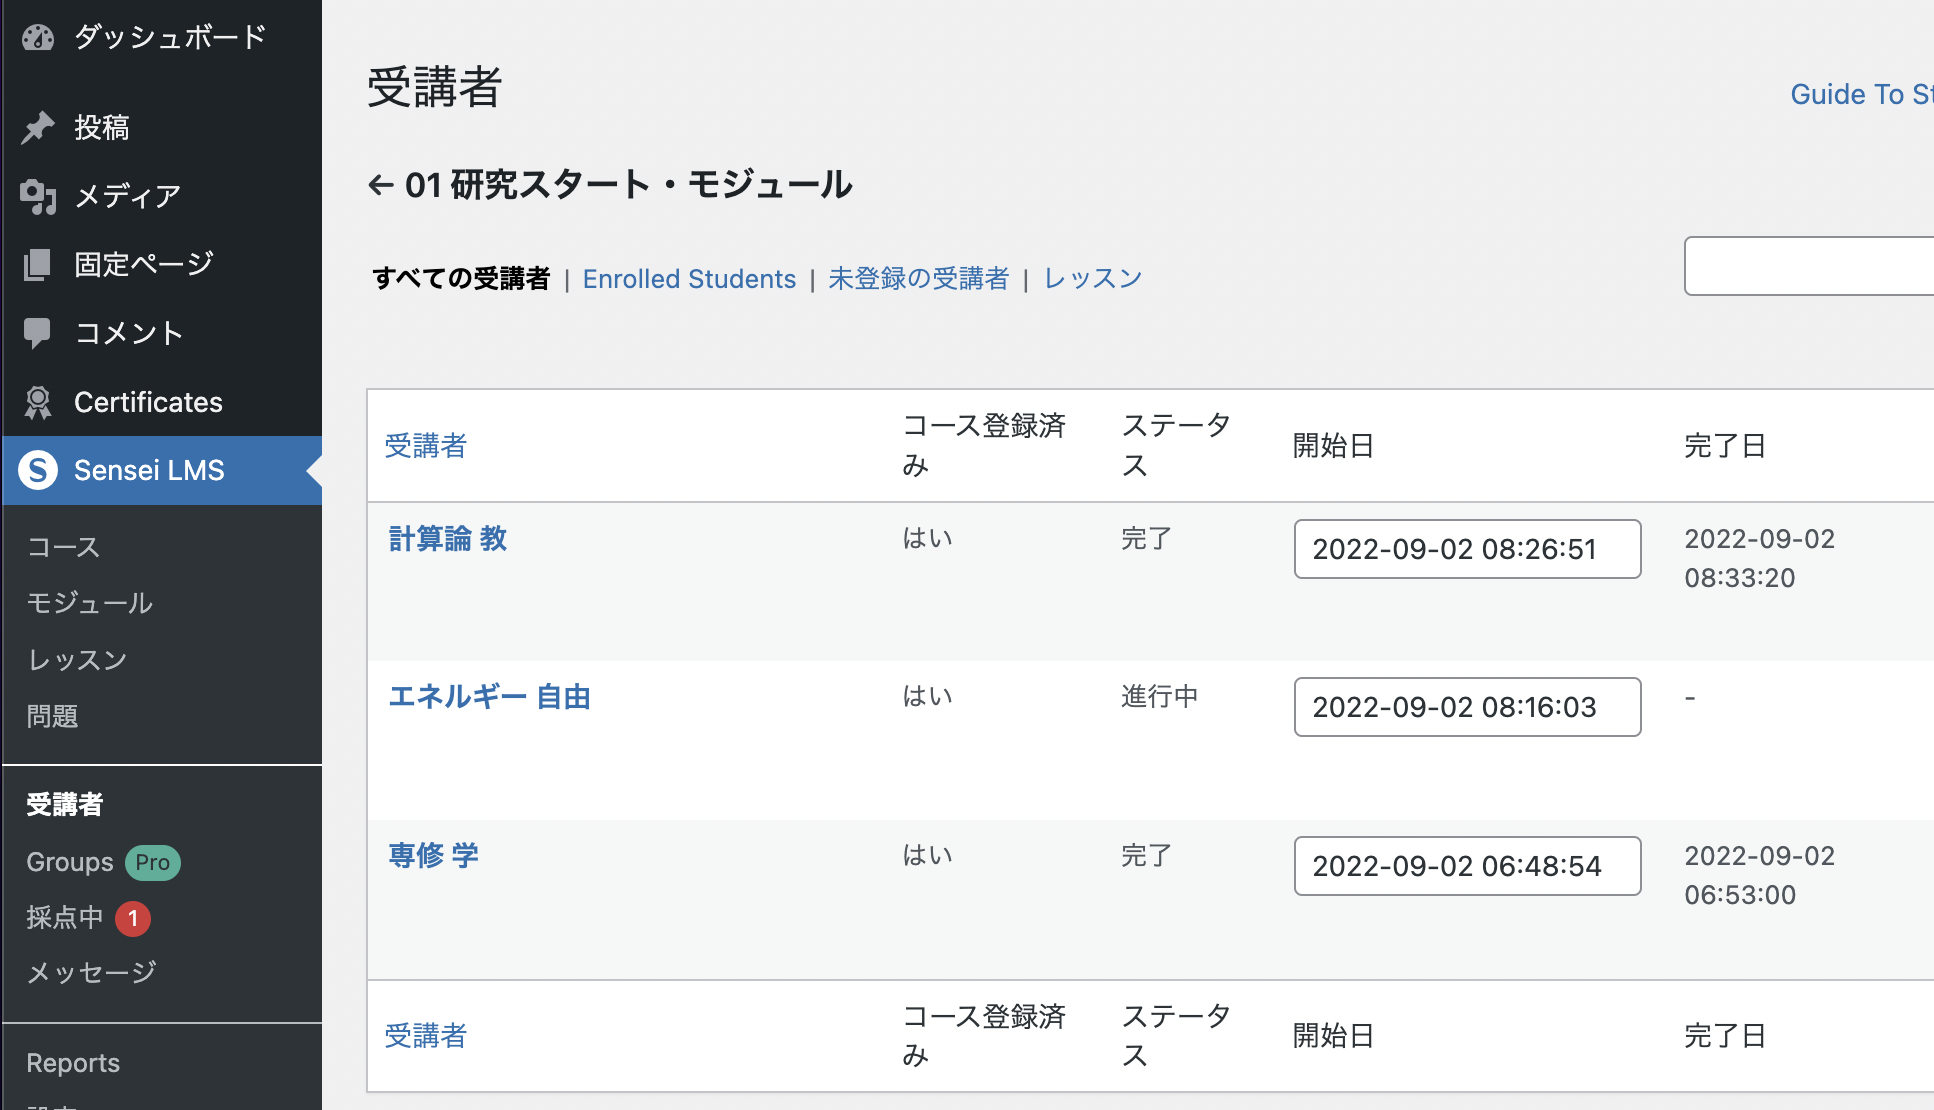 ダッシュボード
投稿
メディア
固定ページ
コメント
Certificates
Sensei LMS
コース
モジュール
レッスン
問題
受講者
Groups Pro
採点中 1
メッセージ
Reports
受講者
Guide To St
← 01 研究スタート・モジュール
すべての受講者 | Enrolled Students | 未登録の受講者 | レッスン
受講者 コース登録済み ステータス 開始日 完了日
計算論 教 はい 完了 2022-09-02 08:26:51 2022-09-02
08:33:20
エネルギー 自由 はい 進行中 2022-09-02 08:16:03 -
専修 学 はい 完了 2022-09-02 06:48:54 2022-09-02
06:53:00
受講者 コース登録済み ステータス 開始日 完了日